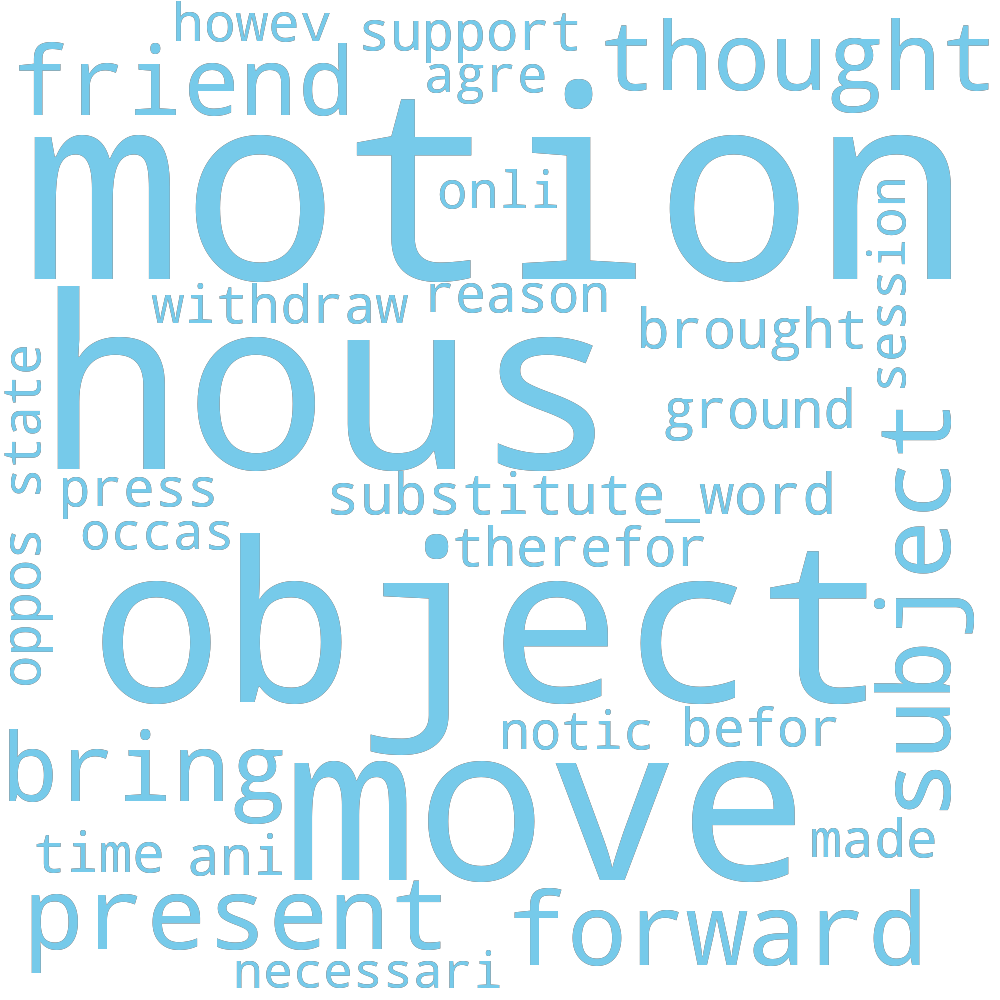 howev
support
friend
agre
thought
motion
onli
session
withdraw
reason
brought
hous
state
ground
subject
press
substitute_word
occas
therefor
oppos
object
notic
befor
bring
move
time
ani
made
present
forward
necessari